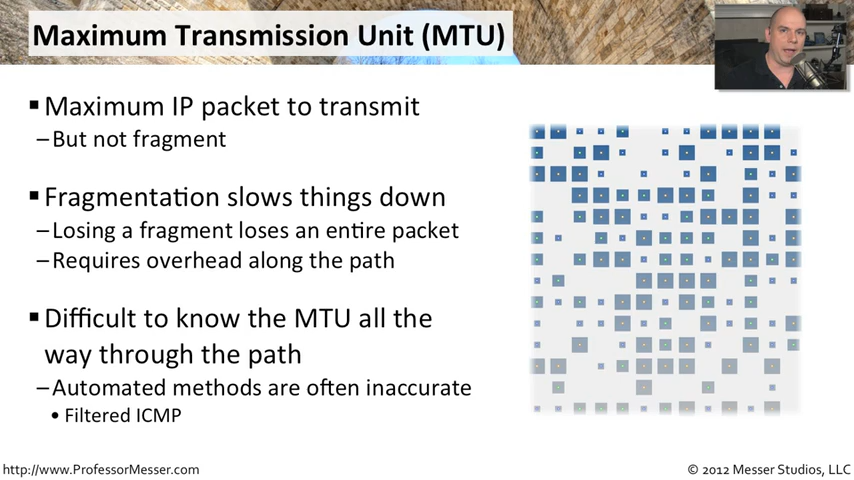 Maximum Transmission Unit (MTU)
▪ Maximum IP packet to transmit
–But not fragment
▪ Fragmentation slows things down
–Losing a fragment loses an entire packet
–Requires overhead along the path
▪ Difficult to know the MTU all the
way through the path
–Automated methods are often inaccurate
• Filtered ICMP
http://www.ProfessorMesser.com
© 2012 Messer Studios, LLC